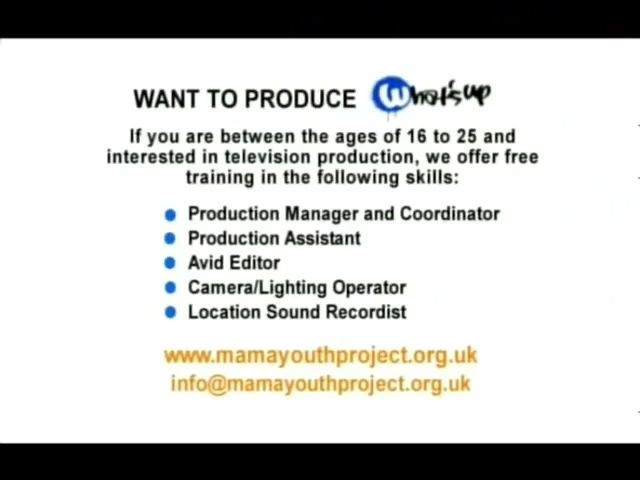 WANT TO PRODUCE What's up
If you are between the ages of 16 to 25 and
interested in television production, we offer free
training in the following skills:
Production Manager and Coordinator
Production Assistant
Avid Editor
Camera/Lighting Operator
Location Sound Recordist
www.mamayouthproject.org.uk
info@mamayouthproject.org.uk